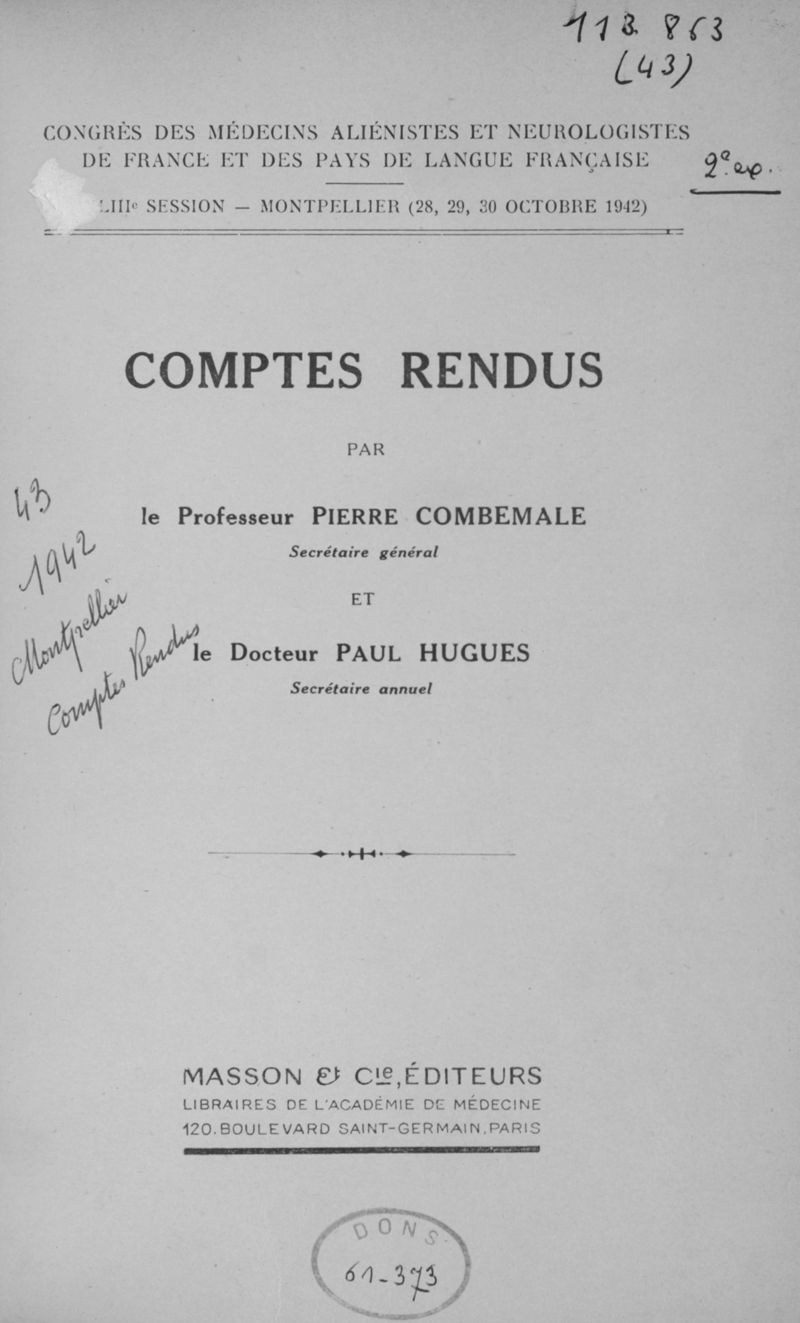 113 853
(43)
CONGRÈS DES MÉDECINS ALIÉNISTES ET NEUROLOGISTES
DE FRANCE ET DES PAYS DE LANGUE FRANÇAISE
2e ex.
LIIIe SESSION — MONTPELLIER (28, 29, 30 OCTOBRE 1942)
COMPTES RENDUS
PAR
43
le Professeur PIERRE COMBEMALE
1942
Secrétaire général
ET
Montpellier
Comptes Rendus
le Docteur PAUL HUGUES
Secrétaire annuel
MASSON & Cie, ÉDITEURS
LIBRAIRES DE L'ACADÉMIE DE MÉDECINE
120, BOULEVARD SAINT-GERMAIN, PARIS
DONS
61-373